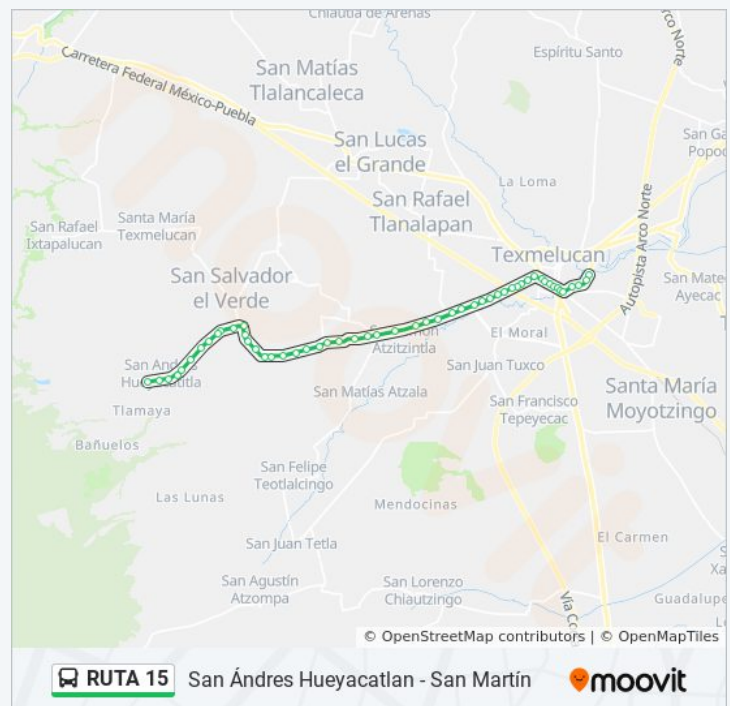 Chiautla de Arenas
Carretera Federal México-Puebla
Espíritu Santo
Arco Norte
San Matías
Tlalancaleca
San Lucas
el Grande
La Loma
San Rafael
Tlanalapan
San Rafael
Ixtapalucan
Santa María
Texmelucan
Texmelucan
Autopista Arco Norte
San Salvador
el Verde
Atzitzintla
El Moral
San Juan Tuxco
San Andrés
Tlamaya
San Matías Atzala
San Francisco
Tepeyecac
Santa María
Moyotzingo
Bañuelos
San Felipe
Teotlalcingo
Las Lunas
Mendocinas
San Juan Tetla
El Carmen
San Agustín
Atzompa
San Lorenzo
Chiautzingo
© OpenStreetMap contributors | © OpenMapTiles
RUTA 15
San Ándres Hueyacatlan - San Martín
moovit